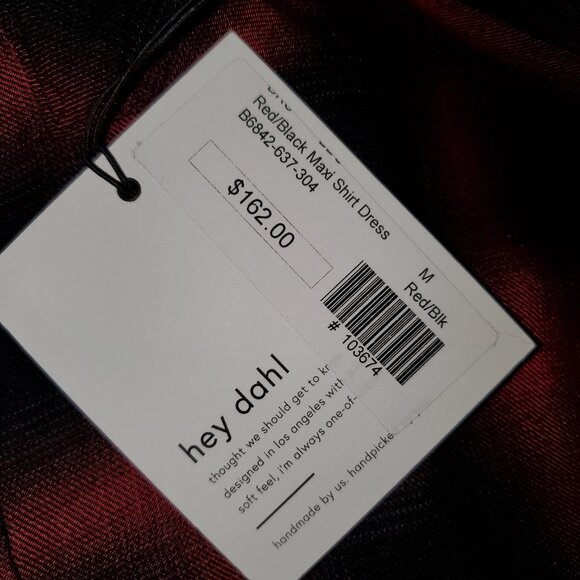 Red/Black Maxi Shirt Dress
B6842-637-304
$162.00
M
Red/Blk
# 103674
hey dahl
thought we should get to
designed in los angeles with
soft feel, i'm always one-of-
handmade by us,